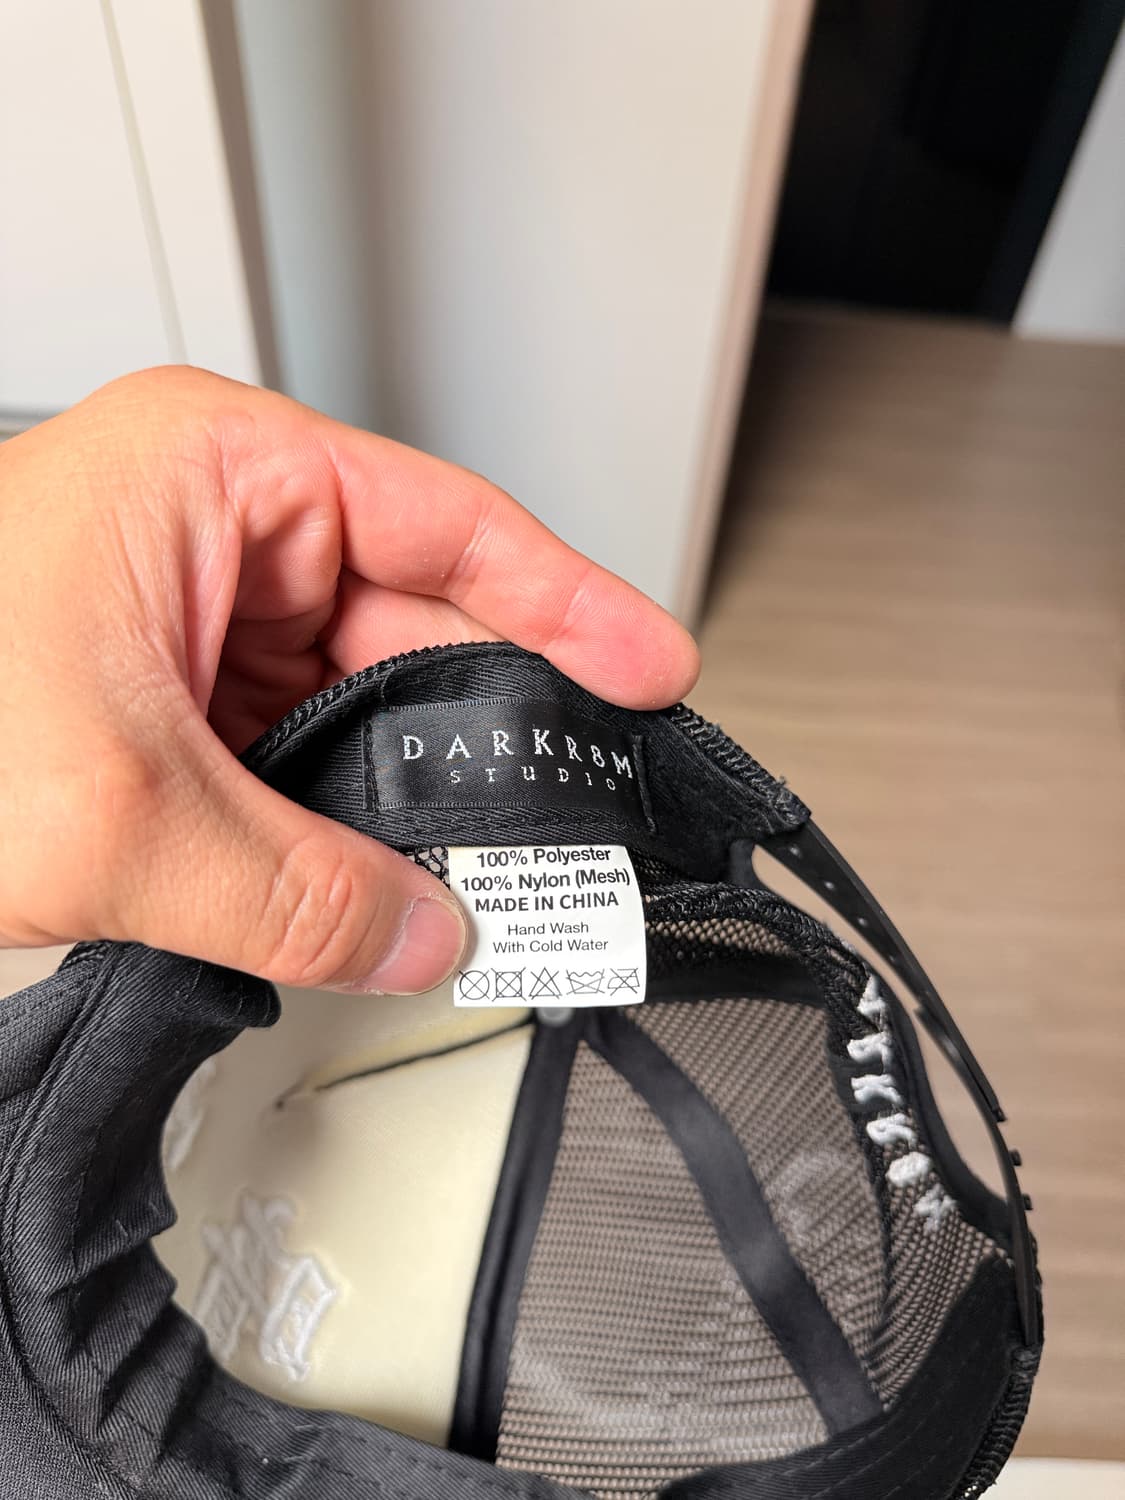 DARKR8M
STUDIO
100% Polyester
100% Nylon (Mesh)
MADE IN CHINA
Hand Wash
With Cold Water